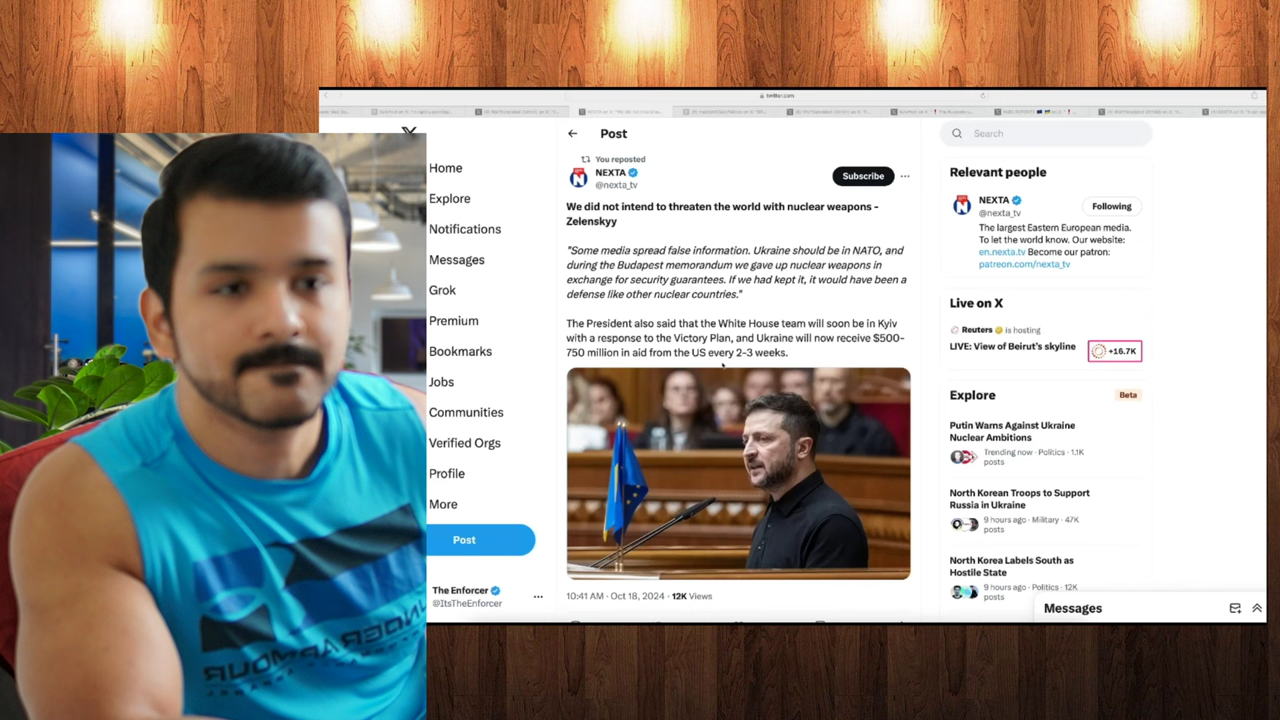 twitter.com
Post
Search
You reposted
NEXTA
@nexta_tv
Subscribe
We did not intend to threaten the world with nuclear weapons -
Zelenskyy
"Some media spread false information. Ukraine should be in NATO, and
during the Budapest memorandum we gave up nuclear weapons in
exchange for security guarantees. If we had kept it, it would have been a
defense like other nuclear countries."
The President also said that the White House team will soon be in Kyiv
with a response to the Victory Plan, and Ukraine will now receive $500-
750 million in aid from the US every 2-3 weeks.
10:41 AM · Oct 18, 2024 · 12K Views
Home
Explore
Notifications
Messages
Grok
Premium
Bookmarks
Jobs
Communities
Verified Orgs
Profile
More
Post
The Enforcer
@ItsTheEnforcer
Relevant people
NEXTA
@nexta_tv
Following
The largest Eastern European media.
To let the world know. Our website:
en.nexta.tv Become our patron:
patreon.com/nexta_tv
Live on X
Reuters is hosting
LIVE: View of Beirut's skyline
+16.7K
Explore
Beta
Putin Warns Against Ukraine
Nuclear Ambitions
Trending now · Politics · 1.1K
posts
North Korean Troops to Support
Russia in Ukraine
9 hours ago · Military · 47K
posts
North Korea Labels South as
Hostile State
9 hours ago · Politics · 12K
posts
Messages
UNDER ARMOUR